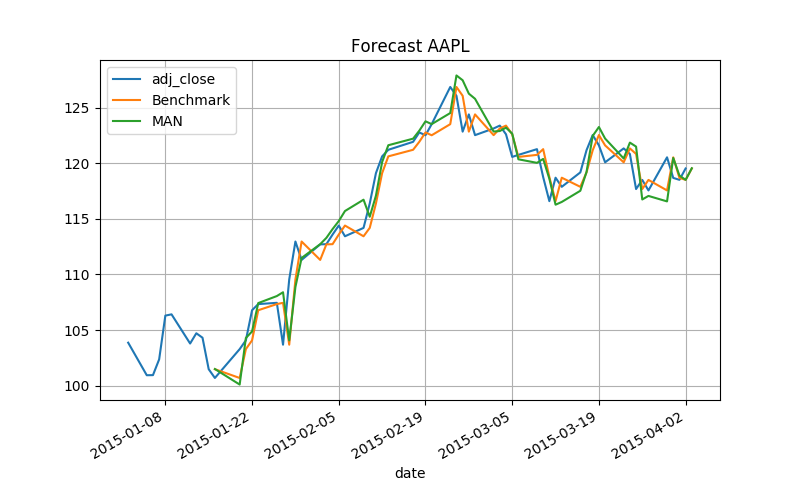 Forecast AAPL
adj_close
Benchmark
MAN
125
120
115
110
105
100
2015-01-08
2015-01-22
2015-02-05
2015-02-19
2015-03-05
2015-03-19
2015-04-02
date